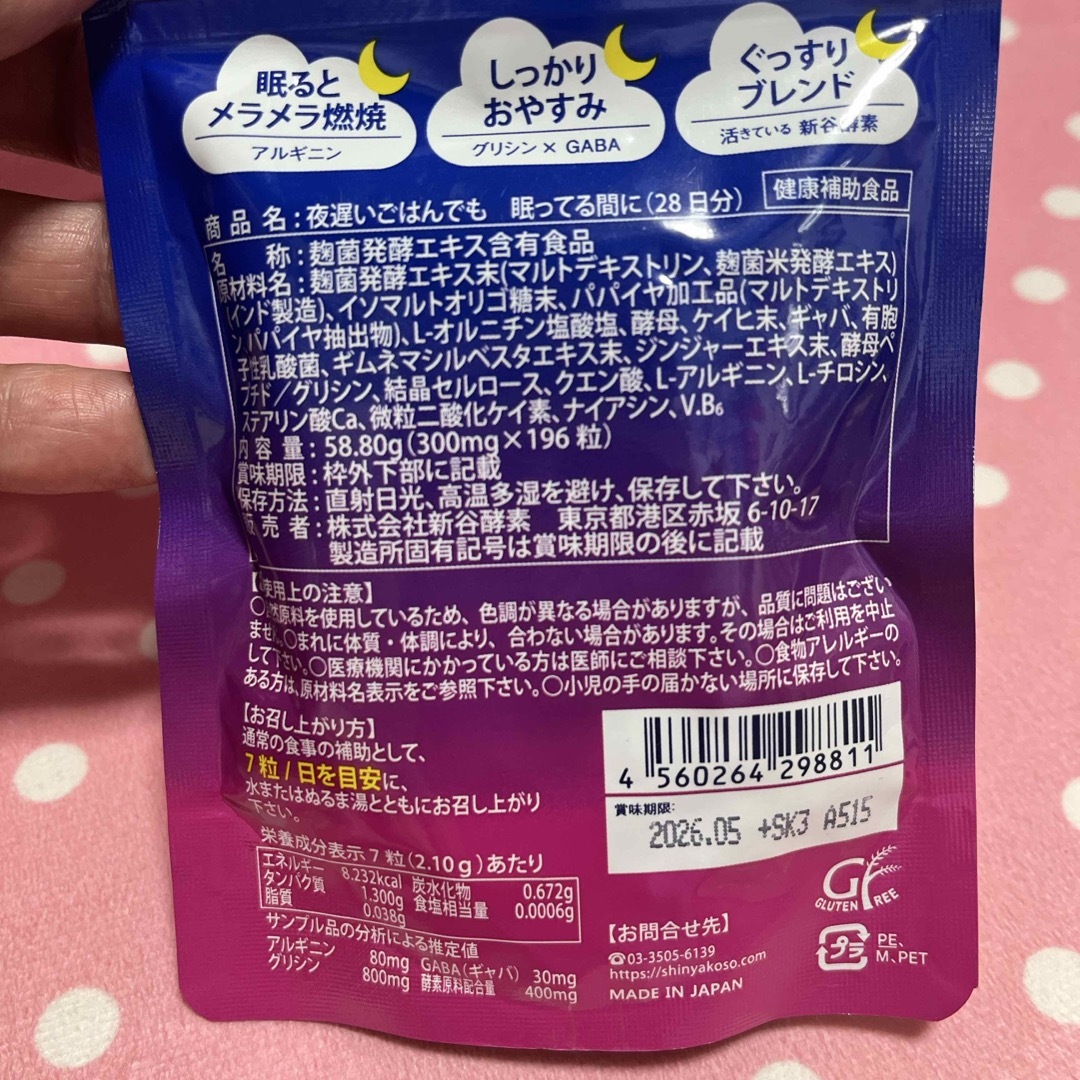 眠ると
メラメラ燃焼
アルギニン
しっかり
おやすみ
グリシン × GABA
ぐっすり
ブレンド
活きている 新谷酵素
健康補助食品
商品名：夜遅いごはんでも 眠ってる間に（28日分）
名称：麹菌発酵エキス含有食品
原材料名：麹菌発酵エキス末(マルトデキストリン、麹菌米発酵エキス)
(インド製造)、イソマルトオリゴ糖末、パパイヤ加工品(マルトデキストリ
ン、パパイヤ抽出物)、L-オルニチン塩酸塩、酵母、ケイヒ末、ギャバ、有胞
子性乳酸菌、ギムネマシルベスタエキス末、ジンジャーエキス末、酵母ペ
プチド／グリシン、結晶セルロース、クエン酸、L-アルギニン、L-チロシン、
ステアリン酸Ca、微粒二酸化ケイ素、ナイアシン、V.B₆
内容量：58.80g(300mg×196粒)
賞味期限：枠外下部に記載
保存方法：直射日光、高温多湿を避け、保存して下さい。
販売者：株式会社新谷酵素 東京都港区赤坂6-10-17
製造所固有記号は賞味期限の後に記載
【使用上の注意】
○天然原料を使用しているため、色調が異なる場合がありますが、品質に問題はござい
ません。○まれに体質・体調により、合わない場合があります。その場合はご利用を中止
して下さい。○医療機関にかかっている方は医師にご相談下さい。○食物アレルギーの
ある方は、原材料名表示をご参照下さい。○小児の手の届かない場所に保存して下さい。
【お召し上がり方】
通常の食事の補助として、
7粒/日を目安に、
水またはぬるま湯とともにお召し上がり
下さい。
栄養成分表示 7粒(2.10g)あたり
エネルギー 8.232kcal 炭水化物 0.672g
タンパク質 1.300g 食塩相当量 0.0006g
脂質 0.038g
サンプル品の分析による推定値
アルギニン 80mg GABA（ギャバ） 30mg
グリシン 800mg 酵素原料配合量 400mg
4 560264 298811
賞味期限:
2026.05 +SK3 A515
GLUTEN FREE
【お問合せ先】
☎03-3505-6139
https://shinyakoso.com
MADE IN JAPAN
プラ
PE、
M、PET